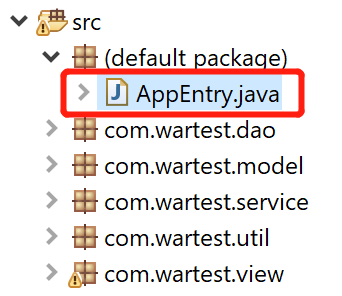 src
(default package)
AppEntry.java
com.wartest.dao
com.wartest.model
com.wartest.service
com.wartest.util
com.wartest.view